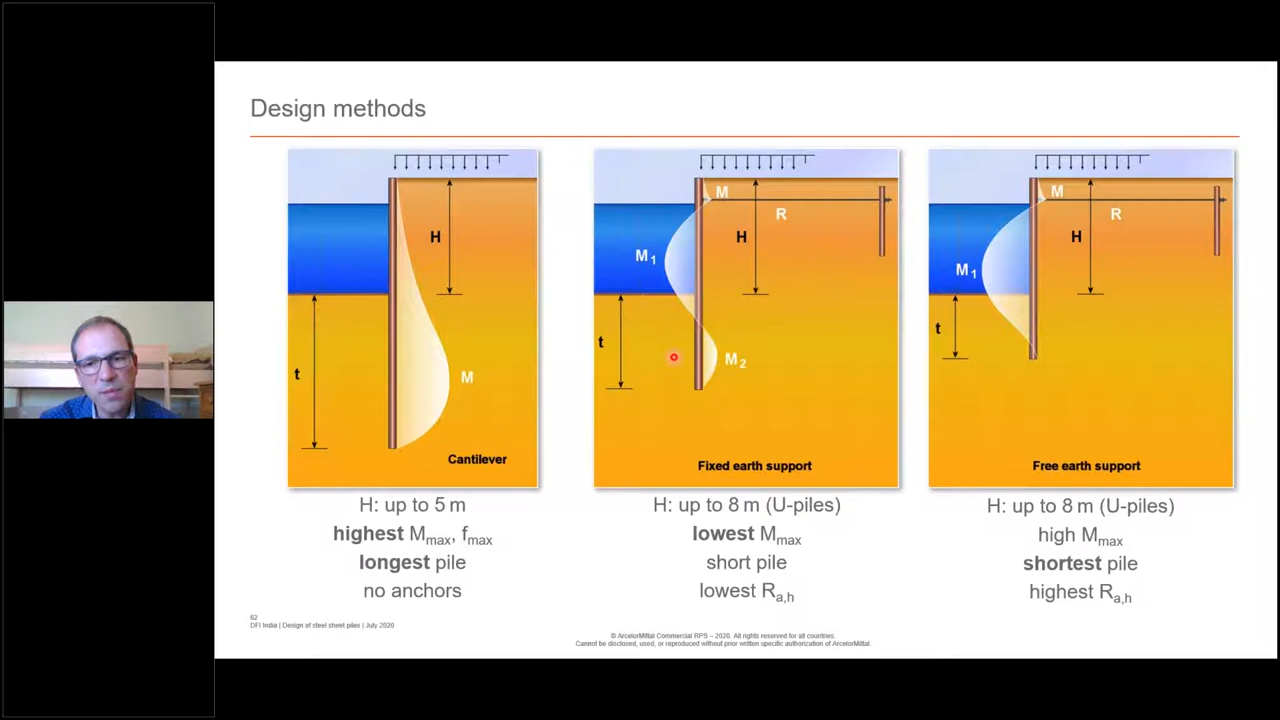 Design methods
H
t
M
Cantilever
H: up to 5 m
highest Mmax, fmax
longest pile
no anchors
M
R
H
M1
t
M2
Fixed earth support
H: up to 8 m (U-piles)
lowest Mmax
short pile
lowest Ra,h
M
R
H
M1
t
Free earth support
H: up to 8 m (U-piles)
high Mmax
shortest pile
highest Ra,h
62
DFI India | Design of steel sheet piles | July 2020
© ArcelorMittal Commercial RPS – 2020. All rights reserved for all countries.
Cannot be disclosed, used, or reproduced without prior written specific authorization of ArcelorMittal.